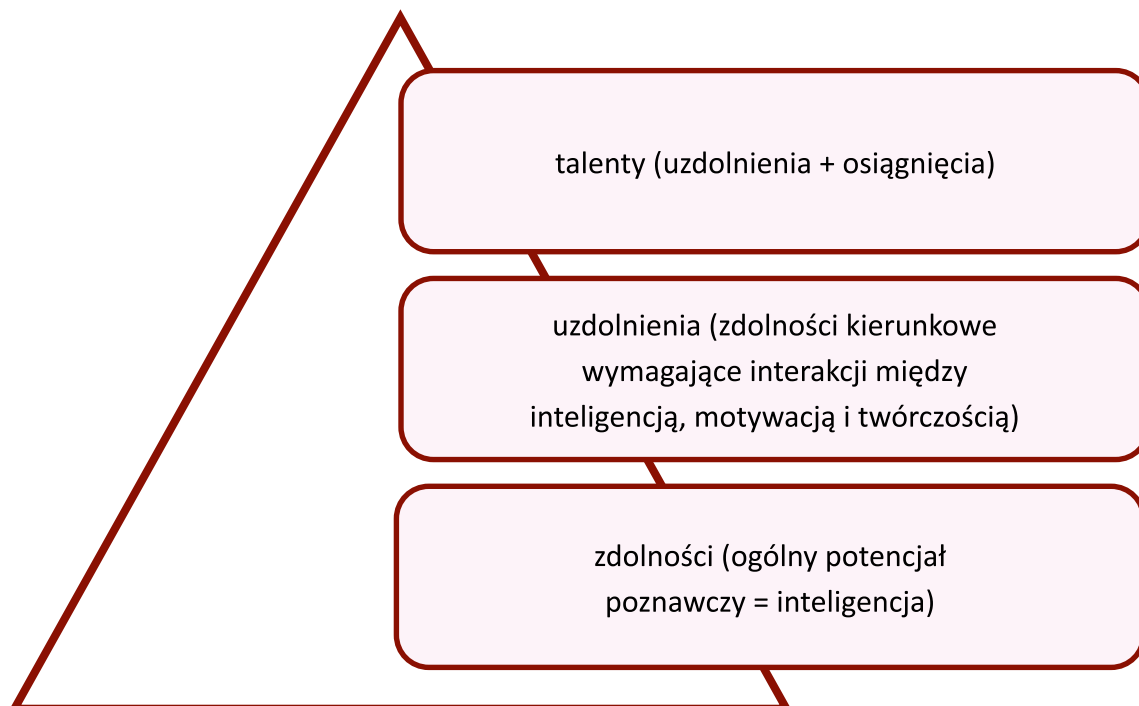 talenty (uzdolnienia + osiągnięcia)
uzdolnienia (zdolności kierunkowe
wymagające interakcji między
inteligencją, motywacją i twórczością)
zdolności (ogólny potencjał
poznawczy = inteligencja)